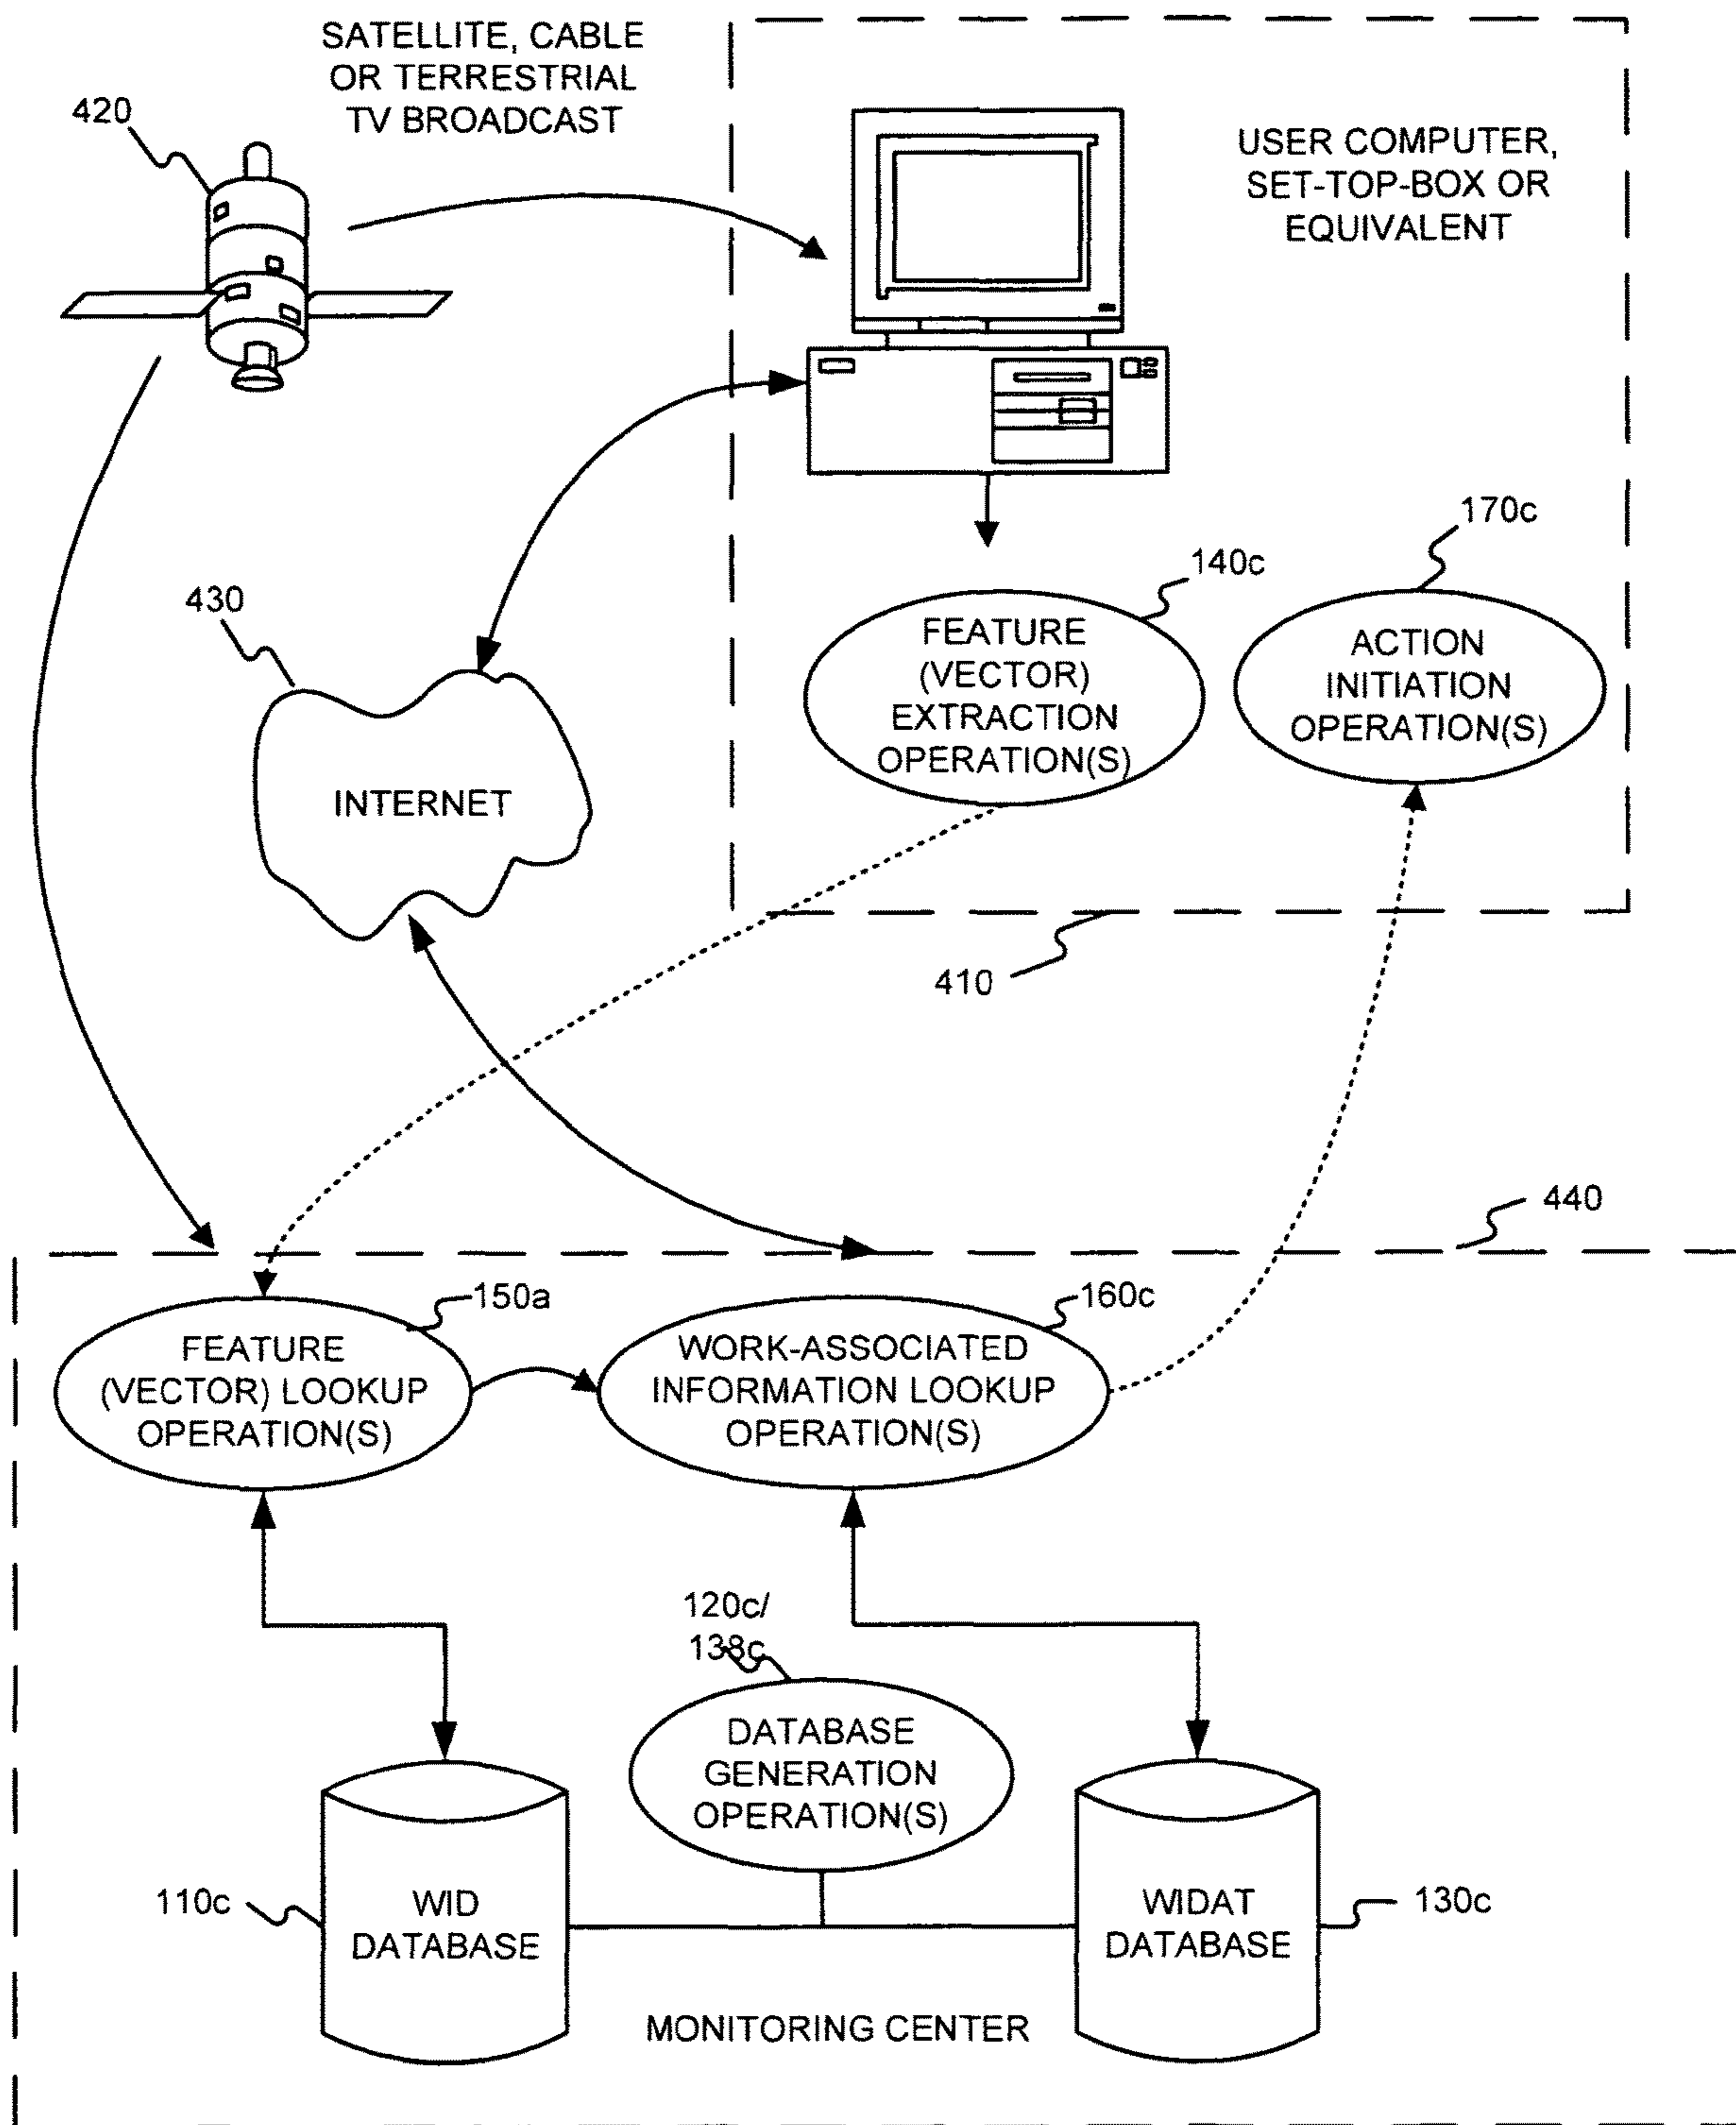 SATELLITE, CABLE
OR TERRESTRIAL
TV BROADCAST
420
USER COMPUTER,
SET-TOP-BOX OR
EQUIVALENT
170c
140c
430
FEATURE
(VECTOR)
EXTRACTION
OPERATION(S)
ACTION
INITIATION
OPERATION(S)
INTERNET
410
440
150a
160c
FEATURE
(VECTOR) LOOKUP
OPERATION(S)
WORK-ASSOCIATED
INFORMATION LOOKUP
OPERATION(S)
120c/
138c
DATABASE
GENERATION
OPERATION(S)
110c
WID
DATABASE
WIDAT
DATABASE
130c
MONITORING CENTER